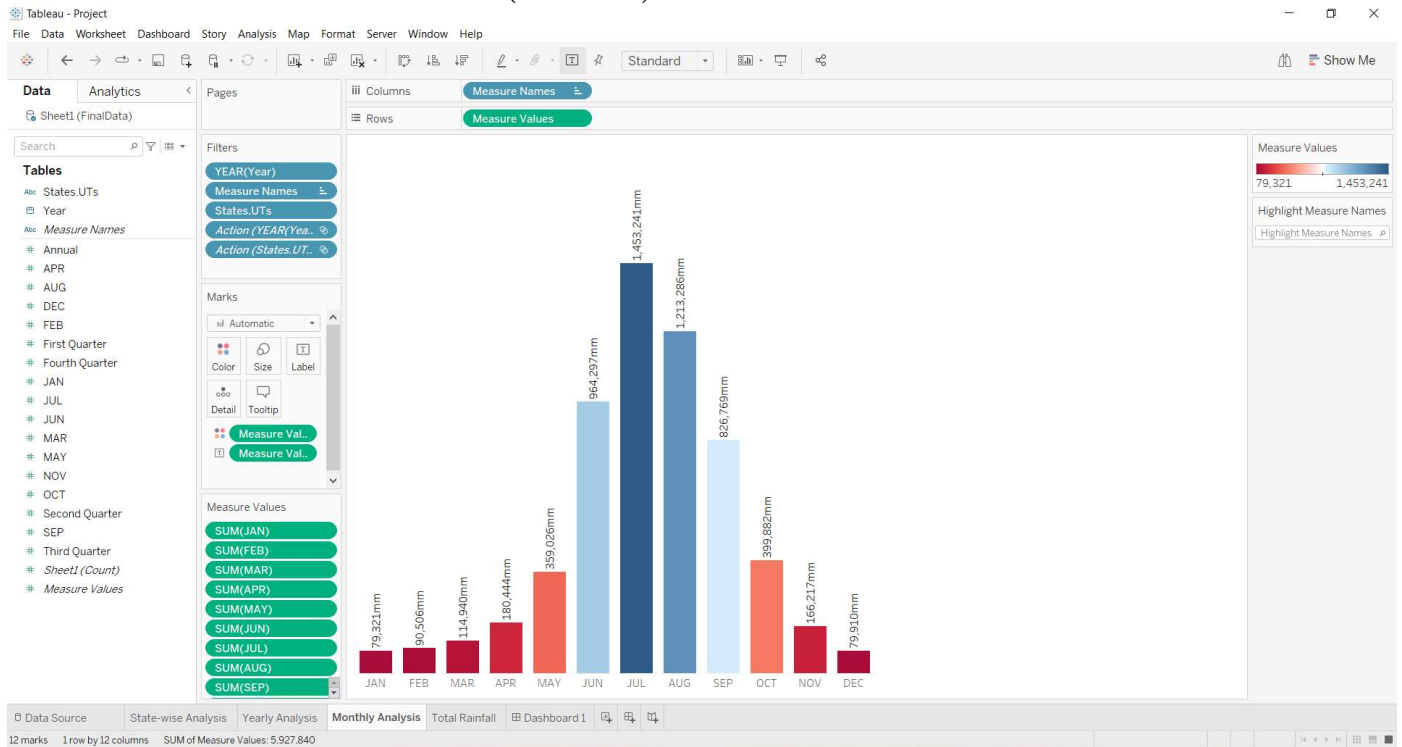 Tableau - Project
File Data Worksheet Dashboard Story Analysis Map Format Server Window Help
Standard
Show Me
Data Analytics
Sheet1 (FinalData)
Search
Tables
Abc States.UTs
Year
Abc Measure Names
# Annual
# APR
# AUG
# DEC
# FEB
# First Quarter
# Fourth Quarter
# JAN
# JUL
# JUN
# MAR
# MAY
# NOV
# OCT
# Second Quarter
# SEP
# Third Quarter
# Sheet1 (Count)
# Measure Values
Pages
Filters
YEAR(Year)
Measure Names
States.UTs
Action (YEAR(Yea..
Action (States.UT..
Marks
Automatic
Color Size Label
Detail Tooltip
Measure Val..
Measure Val..
Measure Values
SUM(JAN)
SUM(FEB)
SUM(MAR)
SUM(APR)
SUM(MAY)
SUM(JUN)
SUM(JUL)
SUM(AUG)
SUM(SEP)
Columns Measure Names
Rows Measure Values
79,321mm
90,506mm
114,940mm
180,444mm
359,026mm
964,297mm
1,453,241mm
1,213,286mm
826,769mm
399,882mm
166,217mm
79,910mm
JAN FEB MAR APR MAY JUN JUL AUG SEP OCT NOV DEC
Measure Values
79,321 1,453,241
Highlight Measure Names
Highlight Measure Names
Data Source State-wise Analysis Yearly Analysis Monthly Analysis Total Rainfall Dashboard 1
12 marks 1 row by 12 columns SUM of Measure Values: 5,927,840